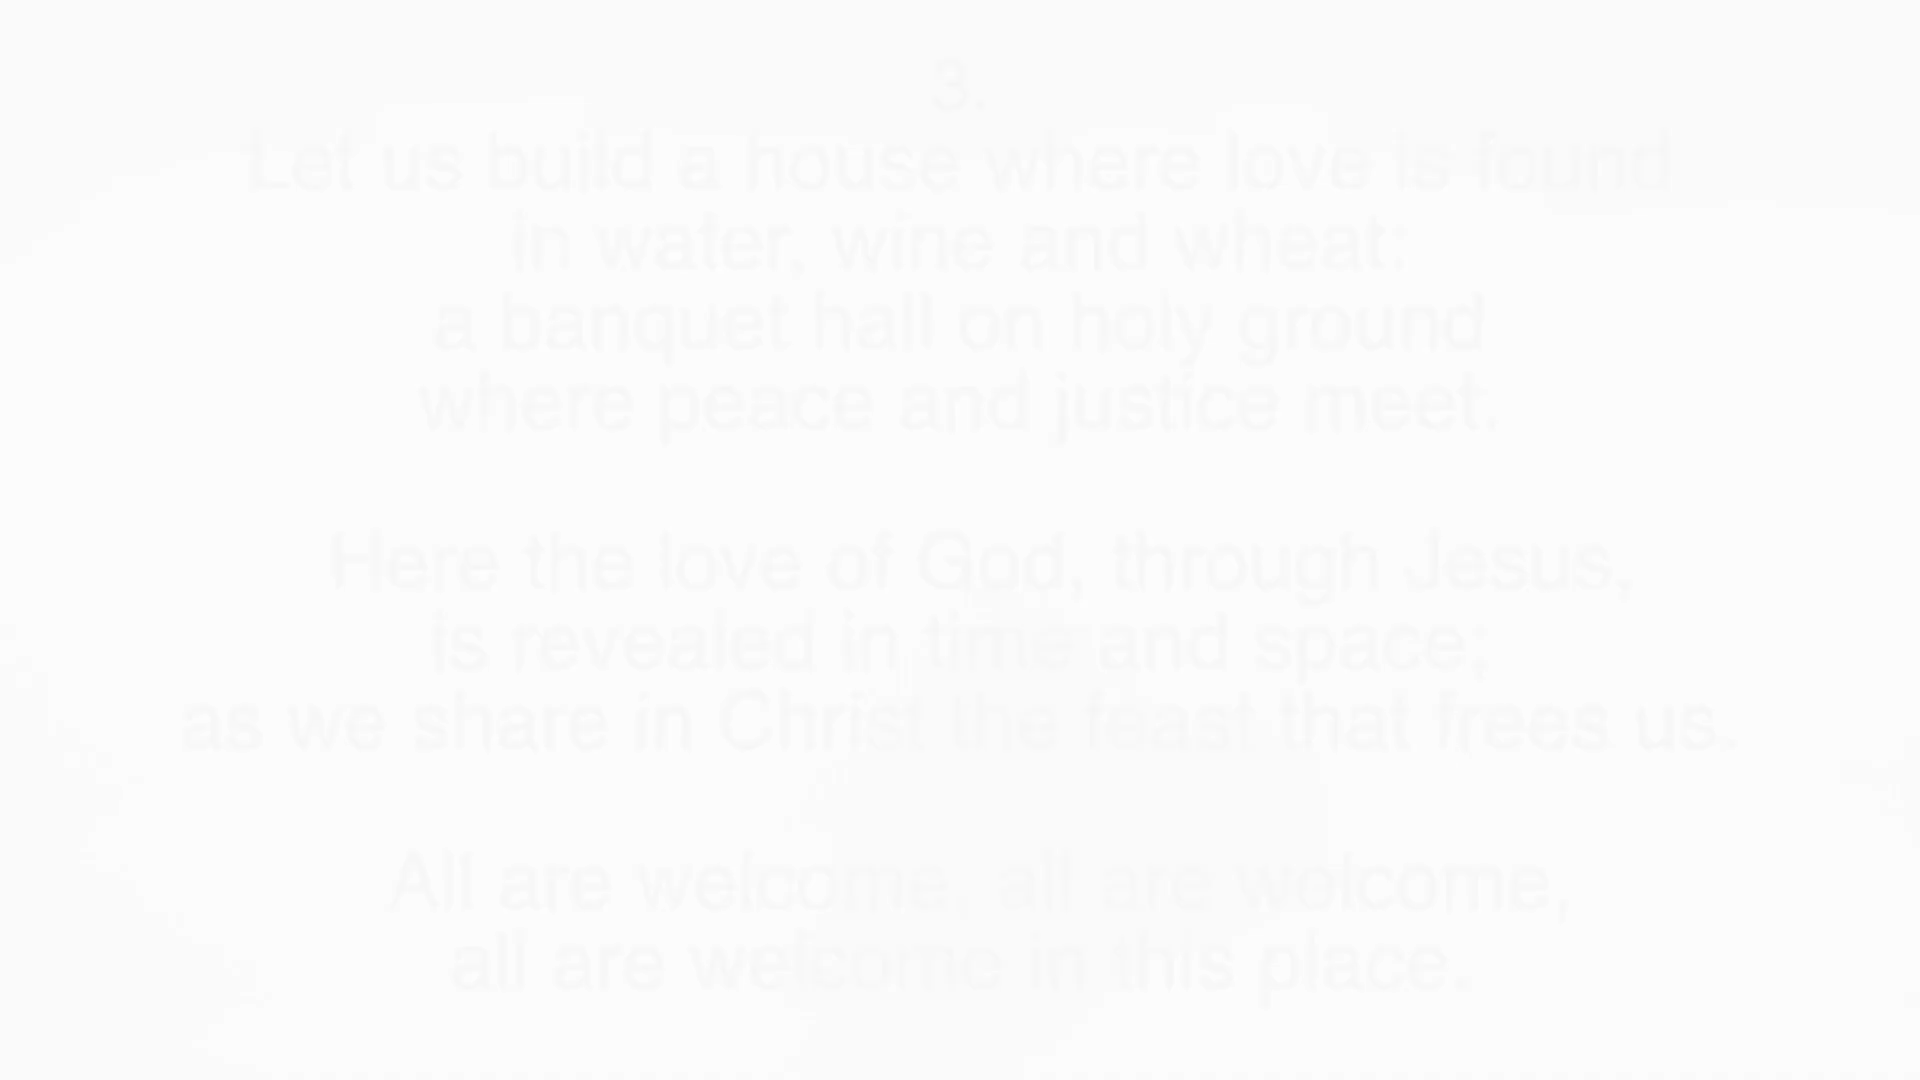 3.
Let us build a house where love is found
in water, wine and wheat:
a banquet hall on holy ground
where peace and justice meet.
Here the love of God, through Jesus,
is revealed in time and space;
as we share in Christ the feast that frees us.
All are welcome, all are welcome,
all are welcome in this place.